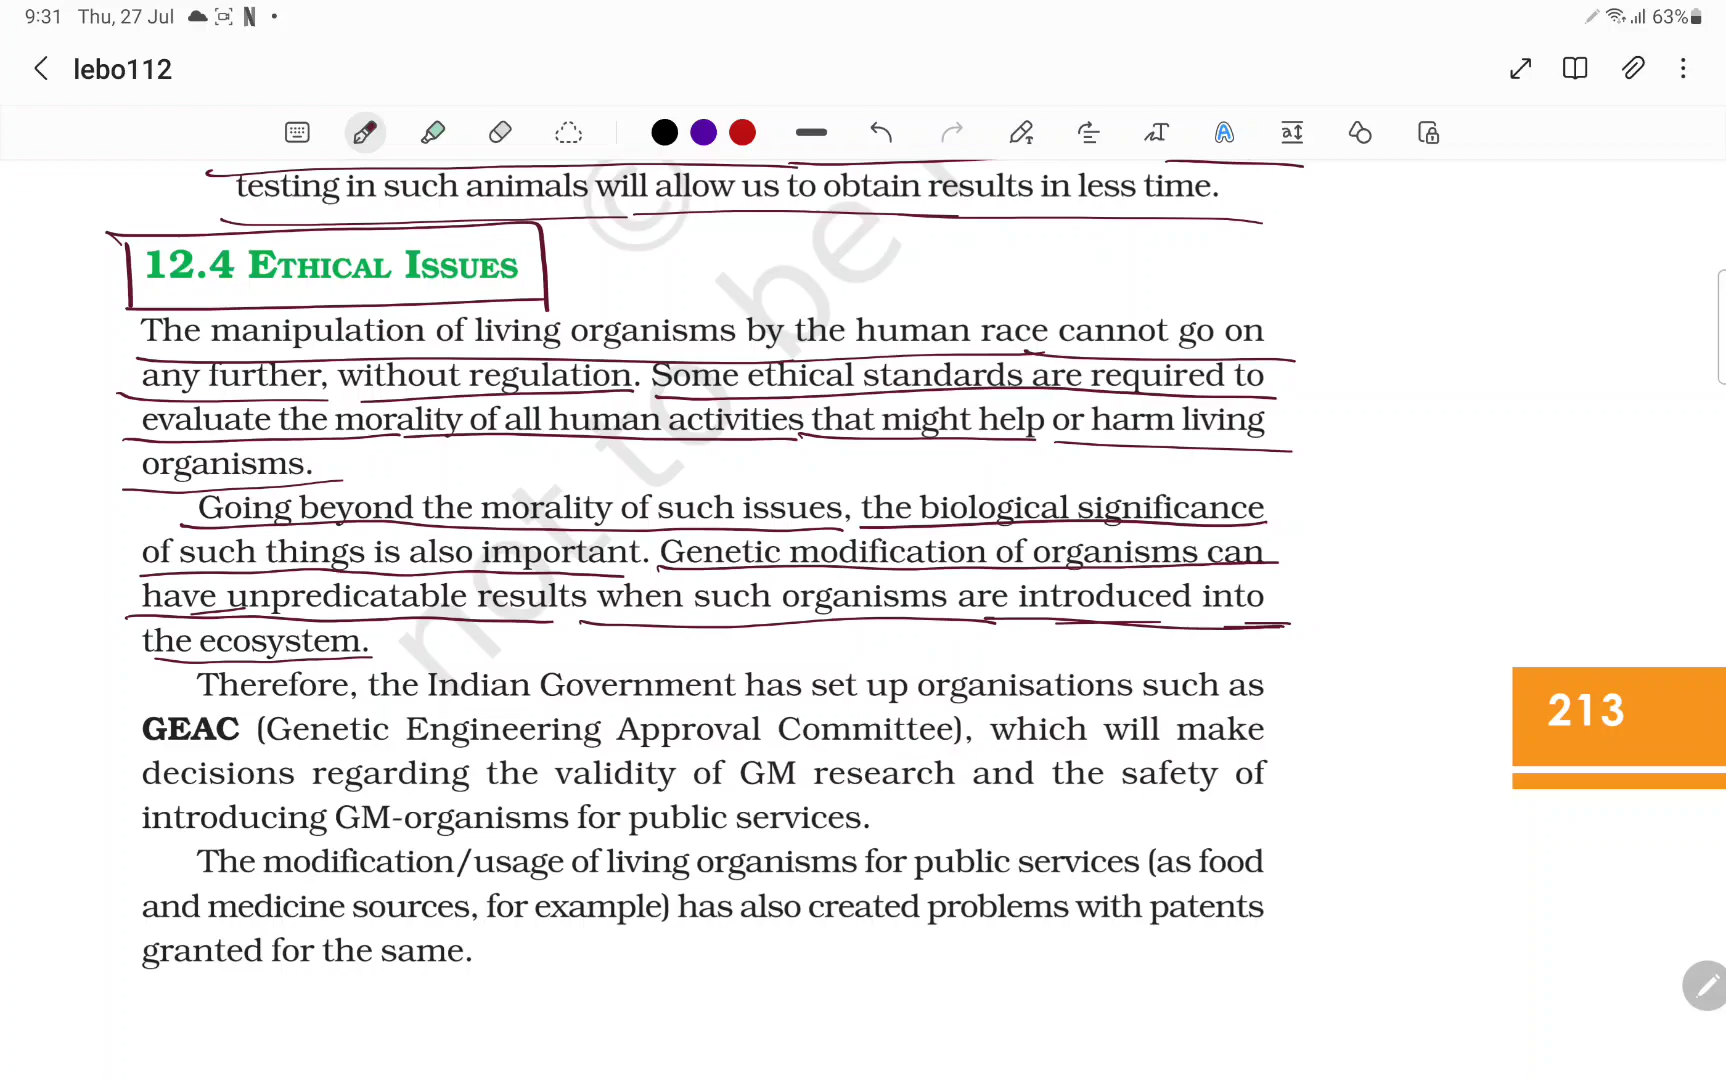 9:31 Thu, 27 Jul N 63%
lebo112
testing in such animals will allow us to obtain results in less time.
12.4 ETHICAL ISSUES
The manipulation of living organisms by the human race cannot go on
any further, without regulation. Some ethical standards are required to
evaluate the morality of all human activities that might help or harm living
organisms.
Going beyond the morality of such issues, the biological significance
of such things is also important. Genetic modification of organisms can
have unpredicatable results when such organisms are introduced into
the ecosystem.
Therefore, the Indian Government has set up organisations such as
GEAC (Genetic Engineering Approval Committee), which will make
decisions regarding the validity of GM research and the safety of
introducing GM-organisms for public services.
The modification/usage of living organisms for public services (as food
and medicine sources, for example) has also created problems with patents
granted for the same.
213
©
not to be